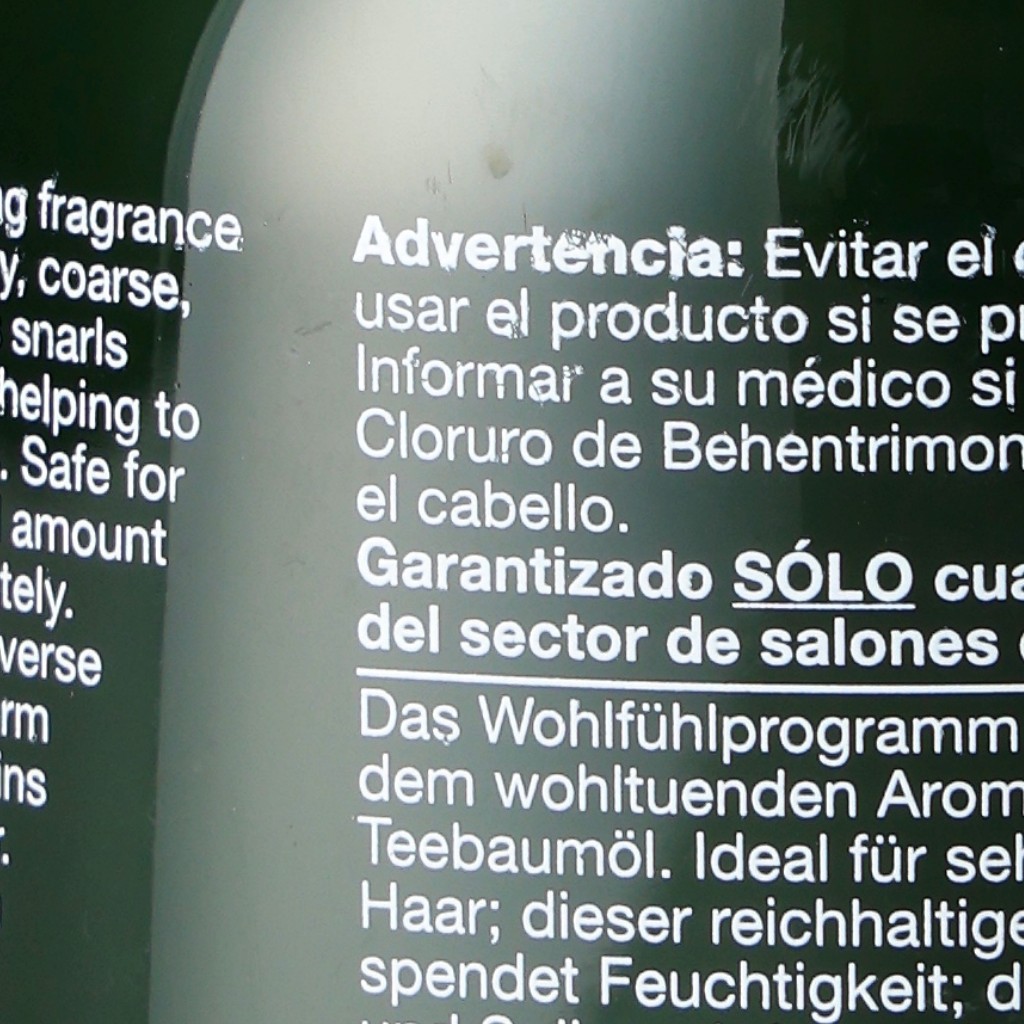 fragrance
coarse,
snarls
helping to
. Safe for
amount
tely.
verse
rm
ins
Advertencia: Evitar el
usar el producto si se
Informar a su médico si
Cloruro de Behentrimon
el cabello.
Garantizado SÓLO cua
del sector de salones
Das Wohlfühlprogramm
dem wohltuenden Arom
Teebaumöl. Ideal für seh
Haar; dieser reichhaltige
spendet Feuchtigkeit; d